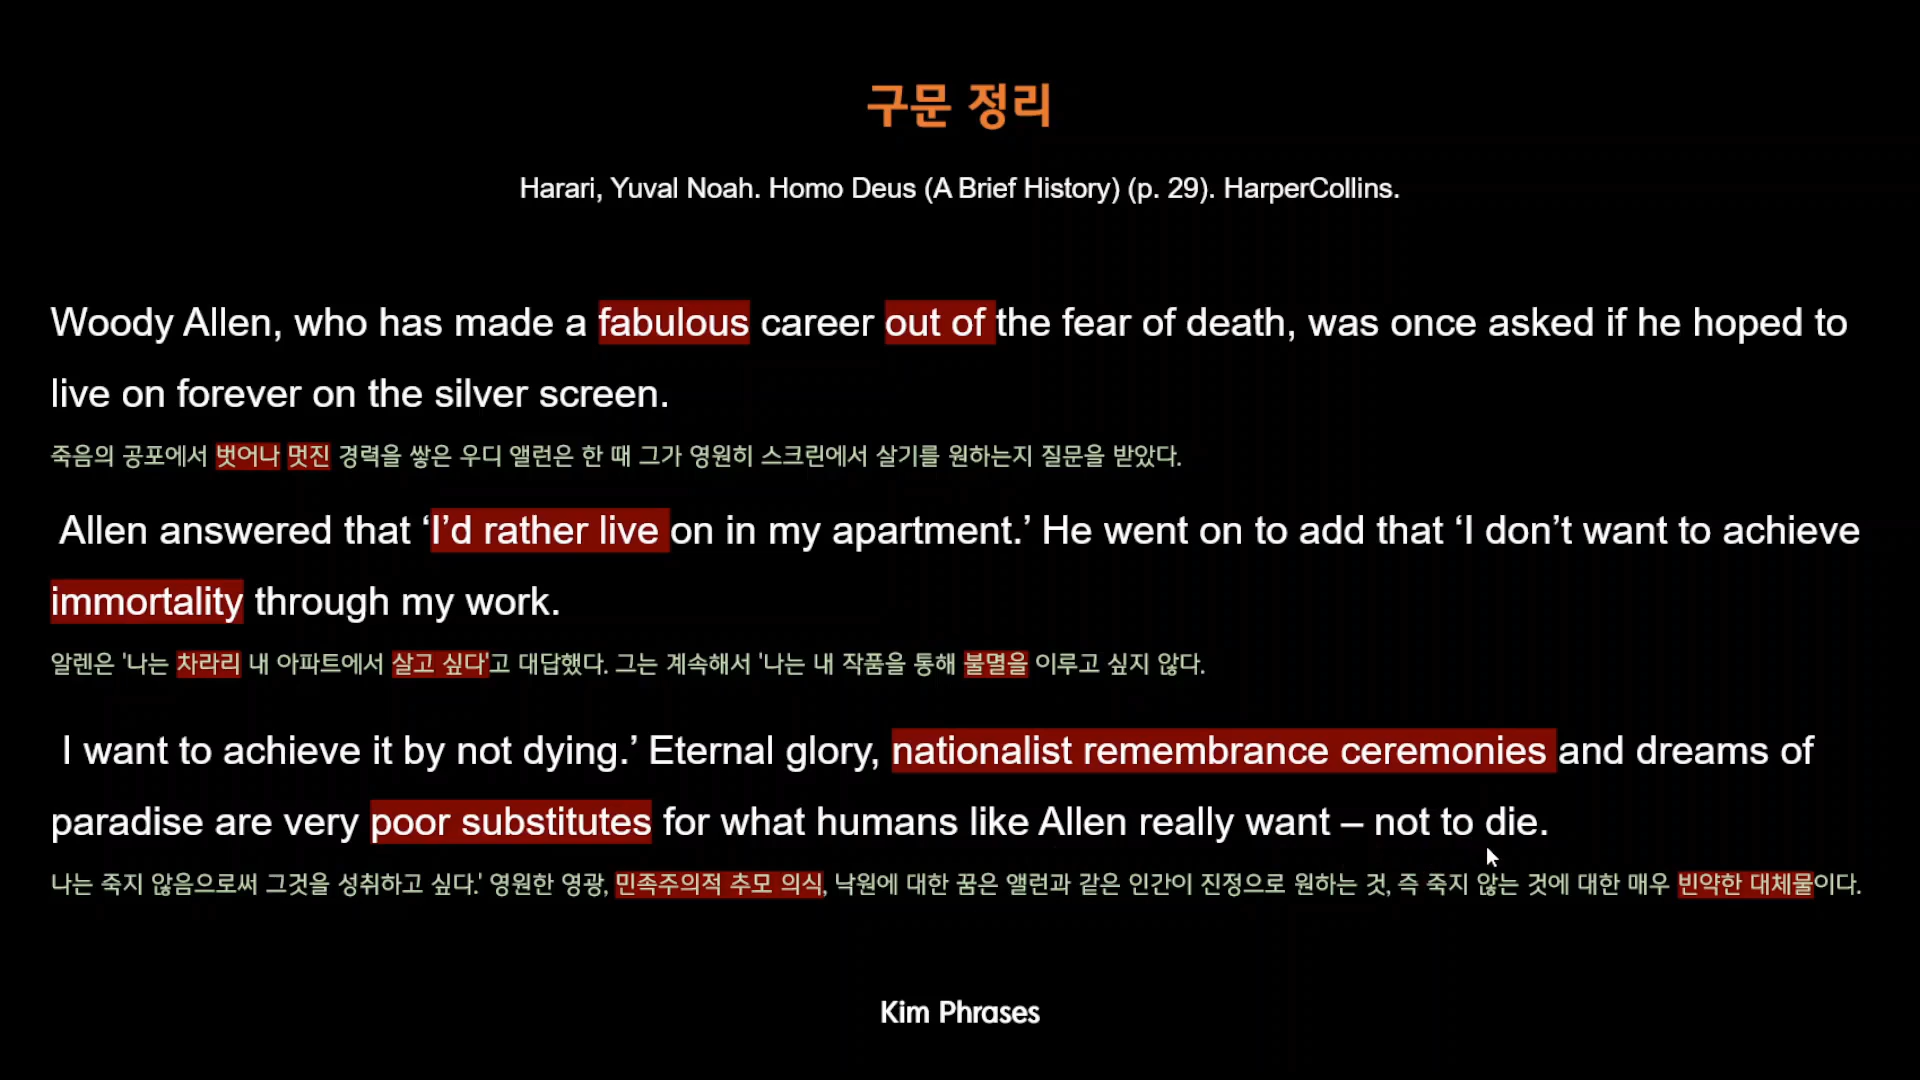 구문 정리
Harari, Yuval Noah. Homo Deus (A Brief History) (p. 29). HarperCollins.
Woody Allen, who has made a fabulous career out of the fear of death, was once asked if he hoped to
live on forever on the silver screen.
죽음의 공포에서 벗어나 멋진 경력을 쌓은 우디 앨런은 한 때 그가 영원히 스크린에서 살기를 원하는지 질문을 받았다.
Allen answered that ‘I’d rather live on in my apartment.’ He went on to add that ‘I don’t want to achieve
immortality through my work.
알렌은 '나는 차라리 내 아파트에서 살고 싶다'고 대답했다. 그는 계속해서 '나는 내 작품을 통해 불멸을 이루고 싶지 않다.
I want to achieve it by not dying.’ Eternal glory, nationalist remembrance ceremonies and dreams of
paradise are very poor substitutes for what humans like Allen really want – not to die.
나는 죽지 않음으로써 그것을 성취하고 싶다.' 영원한 영광, 민족주의적 추모 의식, 낙원에 대한 꿈은 앨런과 같은 인간이 진정으로 원하는 것, 즉 죽지 않는 것에 대한 매우 빈약한 대체물이다.
Kim Phrases